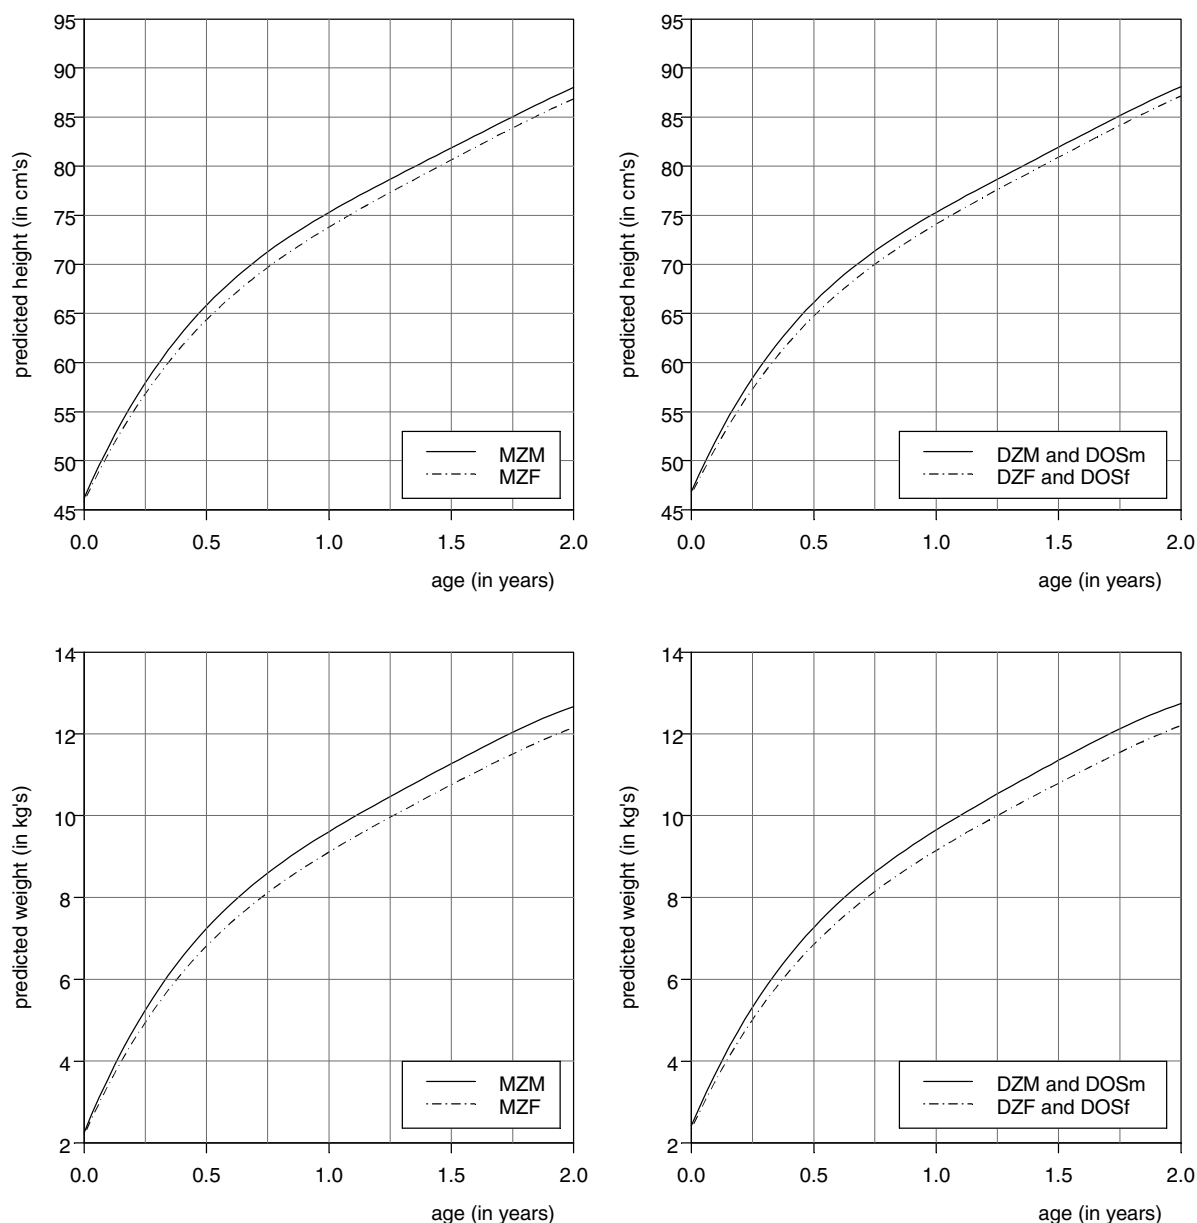 predicted height (in cm's)
95
90
85
80
75
70
65
60
55
50
45
MZM
MZF
0.0 0.5 1.0 1.5 2.0
age (in years)
predicted height (in cm's)
95
90
85
80
75
70
65
60
55
50
45
DZM and DOSm
DZF and DOSf
0.0 0.5 1.0 1.5 2.0
age (in years)
predicted weight (in kg's)
14
12
10
8
6
4
2
MZM
MZF
0.0 0.5 1.0 1.5 2.0
age (in years)
predicted weight (in kg's)
14
12
10
8
6
4
2
DZM and DOSm
DZF and DOSf
0.0 0.5 1.0 1.5 2.0
age (in years)